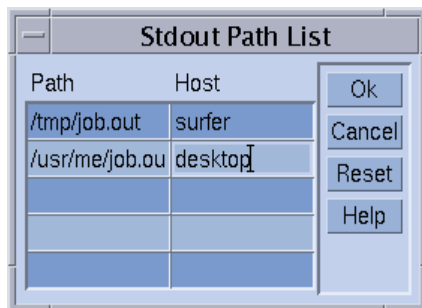 Stdout Path List
Path Host
/tmp/job.out surfer
/usr/me/job.ou desktop
Ok
Cancel
Reset
Help